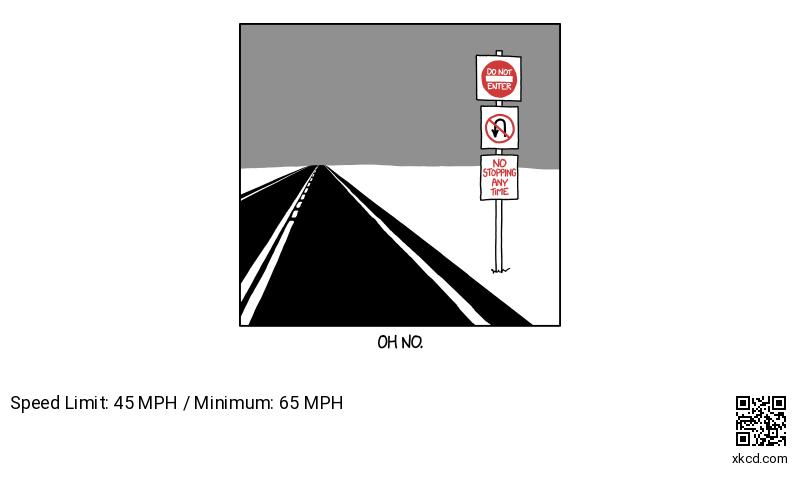 DO NOT
ENTER
NO
STOPPING
ANY
TIME
OH NO.
Speed Limit: 45 MPH / Minimum: 65 MPH
xkcd.com